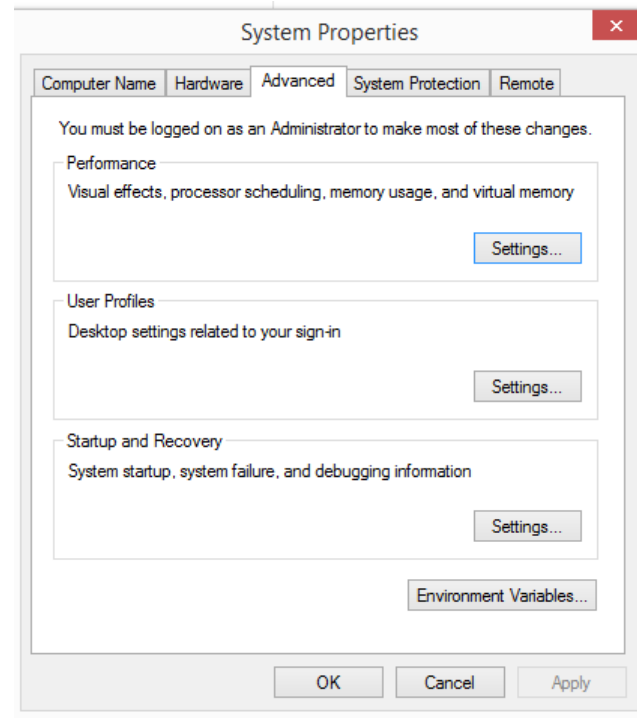 System Properties
Computer Name Hardware Advanced System Protection Remote
You must be logged on as an Administrator to make most of these changes.
Performance
Visual effects, processor scheduling, memory usage, and virtual memory
Settings...
User Profiles
Desktop settings related to your sign-in
Settings...
Startup and Recovery
System startup, system failure, and debugging information
Settings...
Environment Variables...
OK Cancel Apply